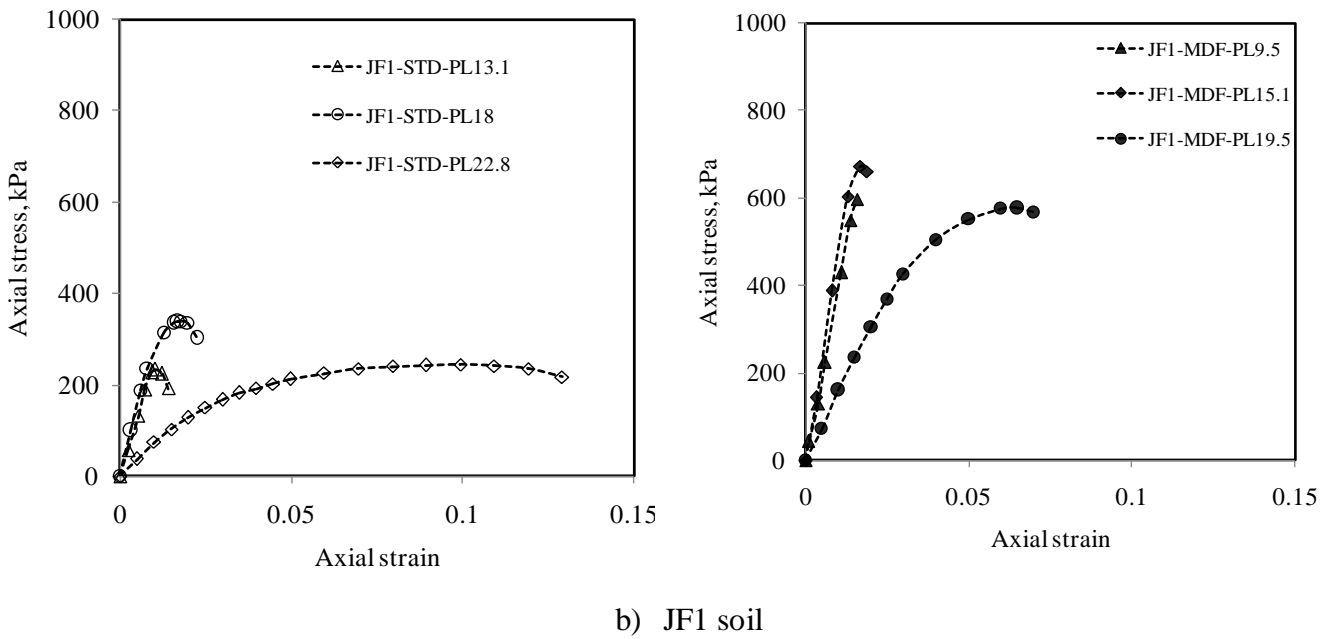 1000
800
600
400
200
0
Axial stress, kPa
JF1-STD-PL13.1
JF1-STD-PL18
JF1-STD-PL22.8
0 0.05 0.1 0.15
Axial strain
1000
800
600
400
200
0
Axial stress, kPa
JF1-MDF-PL9.5
JF1-MDF-PL15.1
JF1-MDF-PL19.5
0 0.05 0.1 0.15
Axial strain
b) JF1 soil